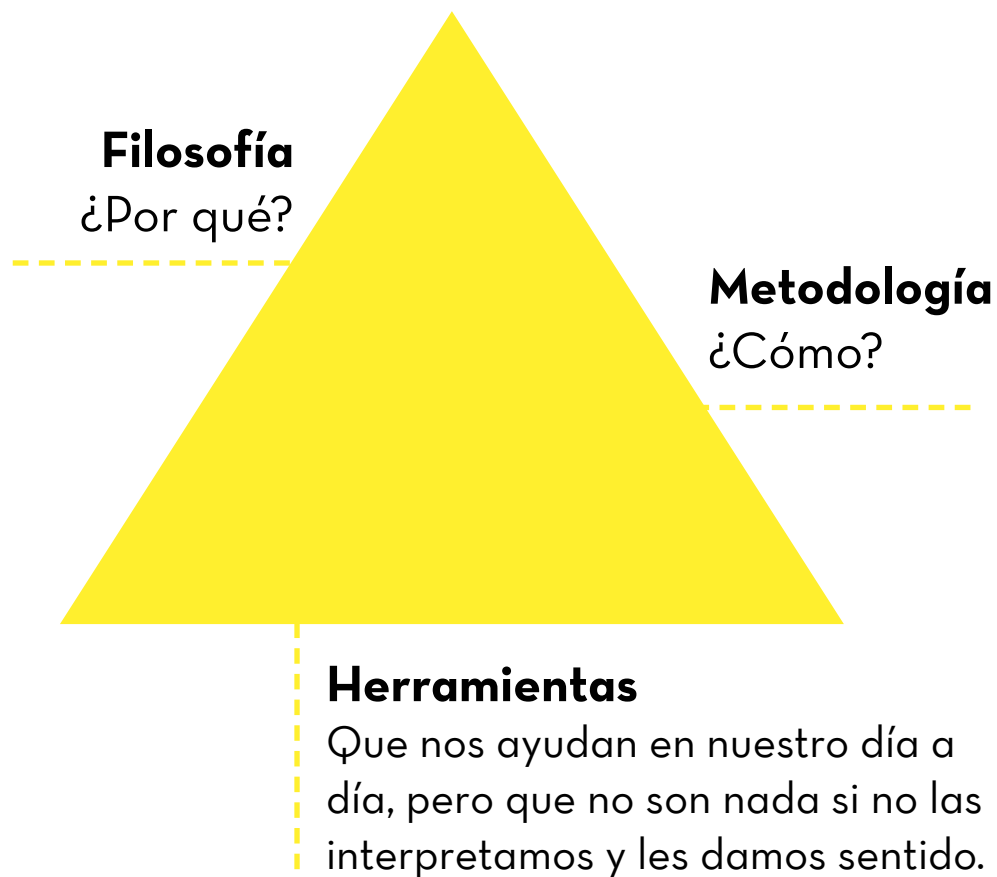 Filosofía
¿Por qué?
Metodología
¿Cómo?
Herramientas
Que nos ayudan en nuestro día a
día, pero que no son nada si no las
interpretamos y les damos sentido.